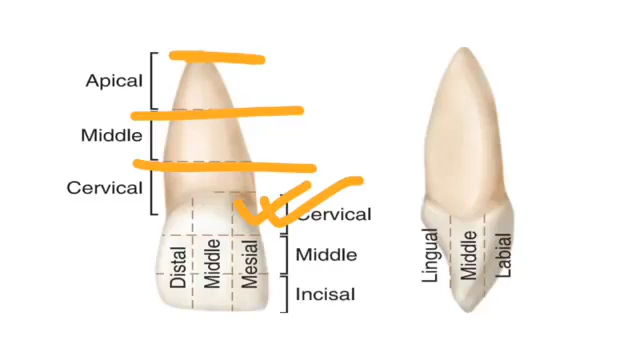 Apical
Middle
Cervical
Cervical
Middle
Incisal
Distal
Middle
Mesial
Lingual
Middle
Labial